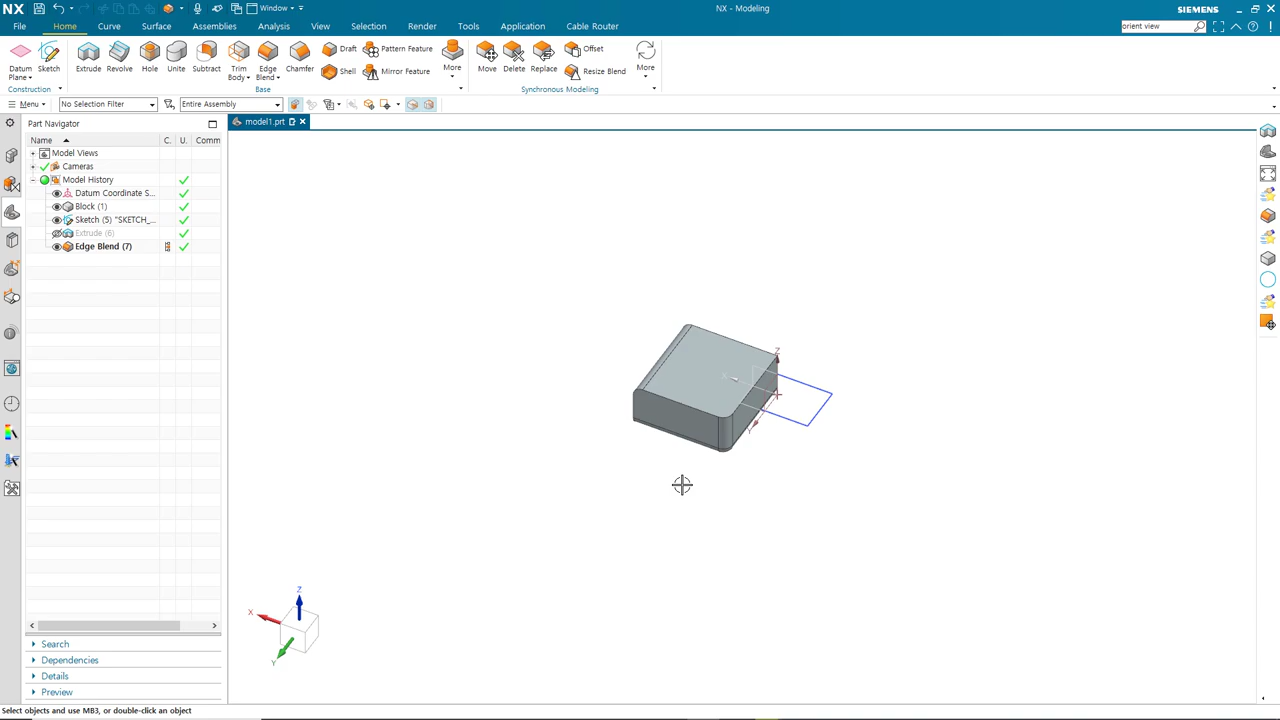 NX
Window
NX - Modeling
SIEMENS
File
Home
Curve
Surface
Assemblies
Analysis
View
Selection
Render
Tools
Application
Cable Router
orient view
Datum Plane
Sketch
Extrude
Revolve
Hole
Unite
Subtract
Trim Body
Edge Blend
Chamfer
Draft
Shell
Pattern Feature
Mirror Feature
More
Move
Delete
Replace
Offset
Resize Blend
More
Construction
Base
Synchronous Modeling
Menu
No Selection Filter
Entire Assembly
Part Navigator
model1.prt
Name
C.
U.
Comm
Model Views
Cameras
Model History
Datum Coordinate S...
Block (1)
Sketch (5) "SKETCH_...
Extrude (6)
Edge Blend (7)
Z
X
Y
Z
X
Y
Search
Dependencies
Details
Preview
Select objects and use MB3, or double-click an object